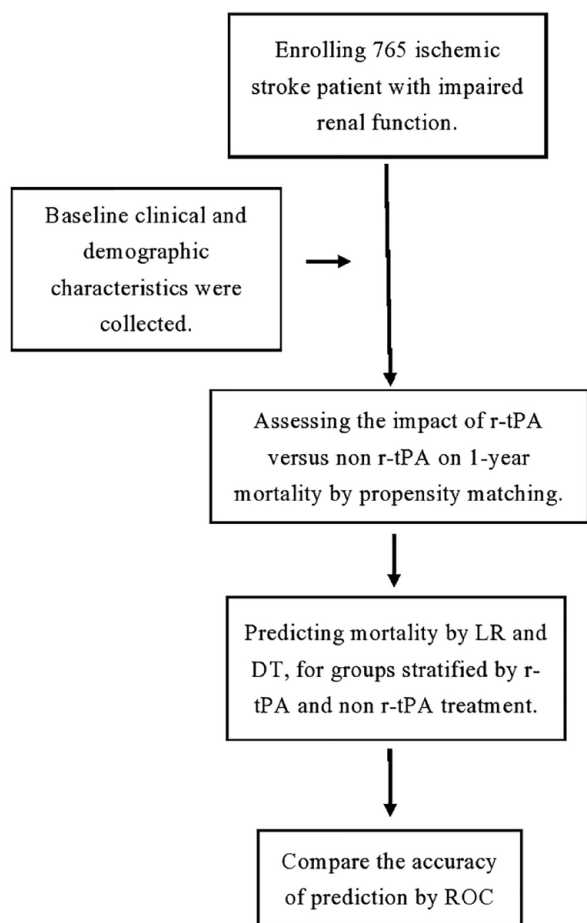 Enrolling 765 ischemic
stroke patient with impaired
renal function.
Baseline clinical and
demographic
characteristics were
collected.
Assessing the impact of r-tPA
versus non r-tPA on 1-year
mortality by propensity matching.
Predicting mortality by LR and
DT, for groups stratified by r-
tPA and non r-tPA treatment.
Compare the accuracy
of prediction by ROC